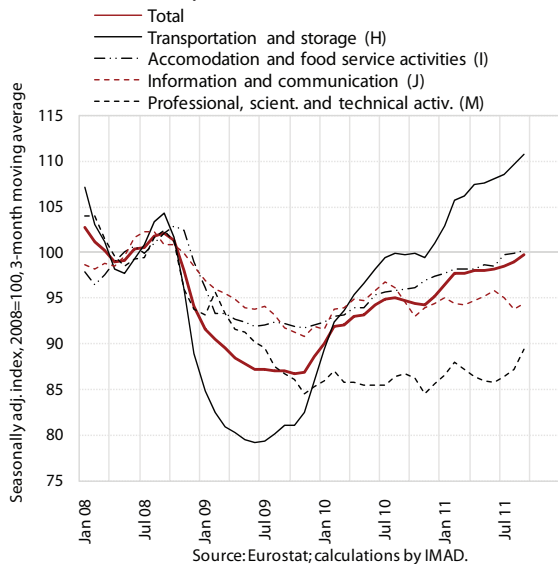 Total
Transportation and storage (H)
Accomodation and food service activities (I)
Information and communication (J)
Professional, scient. and technical activ. (M)
Seasonally adj. index, 2008=100, 3-month moving average
115
110
105
100
95
90
85
80
75
Jan 08
Jul 08
Jan 09
Jul 09
Jan 10
Jul 10
Jan 11
Jul 11
Source: Eurostat; calculations by IMAD.